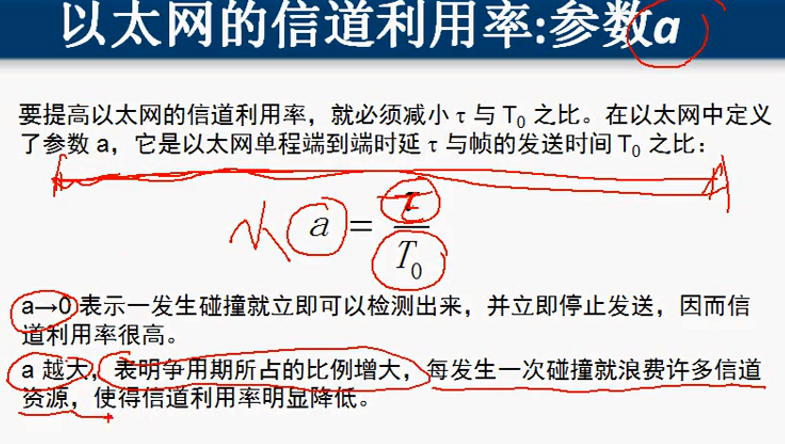 以太网的信道利用率:参数a
要提高以太网的信道利用率，就必须减小 τ 与 T₀ 之比。在以太网中定义
了参数 a，它是以太网单程端到端时延 τ 与帧的发送时间 T₀ 之比：
a = τ / T₀
a→0 表示一发生碰撞就立即可以检测出来，并立即停止发送，因而信
道利用率很高。
a 越大，表明争用期所占的比例增大，每发生一次碰撞就浪费许多信道
资源，使得信道利用率明显降低。